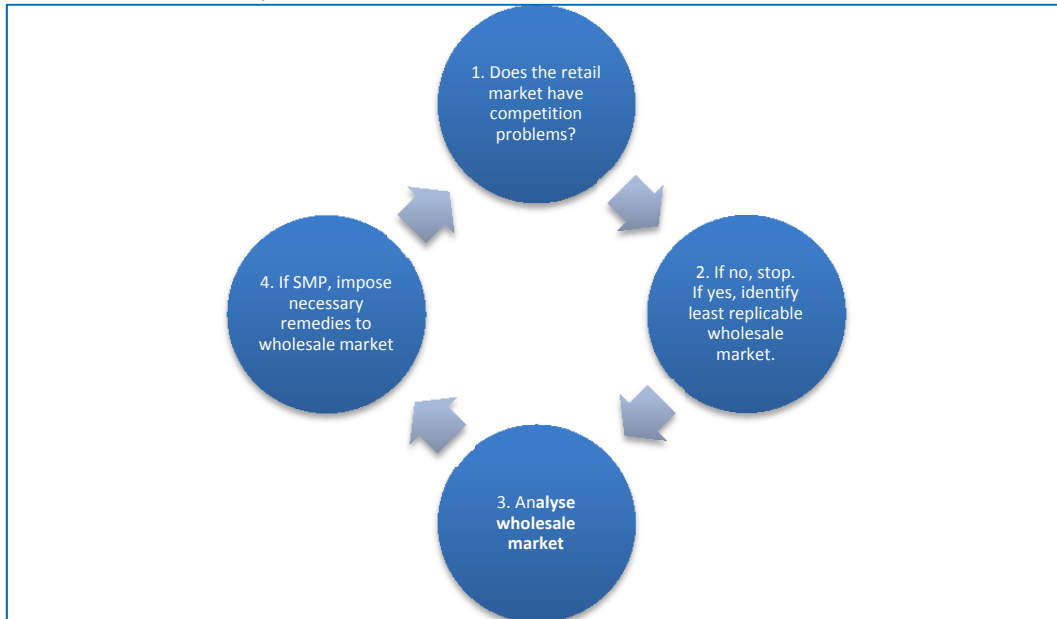 1. Does the retail
market have
competition
problems?
2. If no, stop.
If yes, identify
least replicable
wholesale
market.
3. Analyse
wholesale
market
4. If SMP, impose
necessary
remedies to
wholesale market